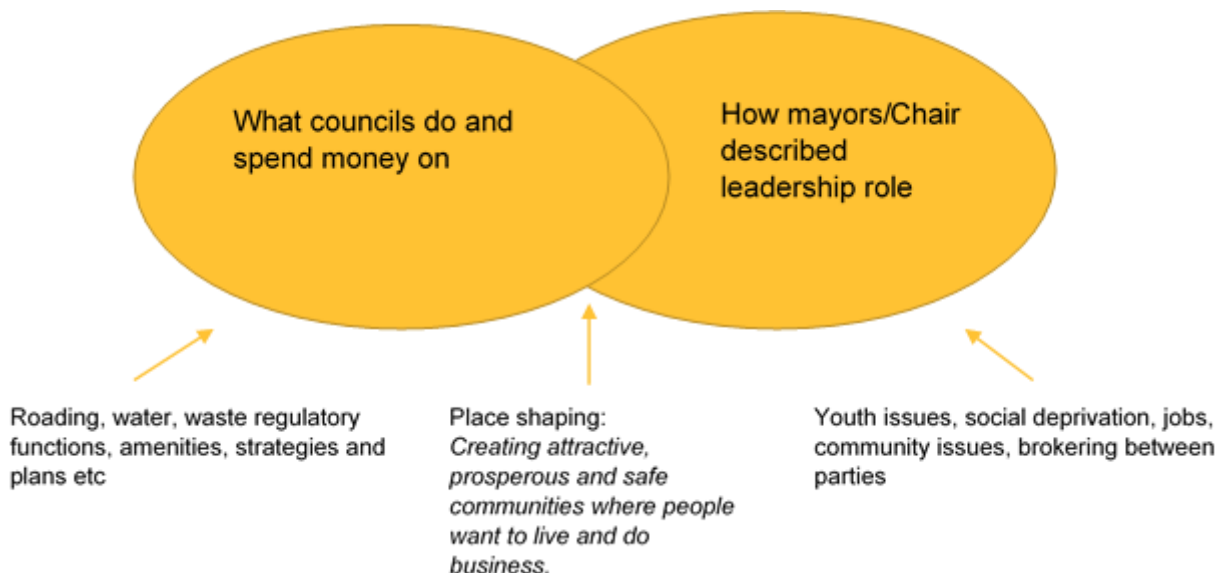 What councils do and
spend money on
How mayors/Chair
described
leadership role
Roading, water, waste regulatory
functions, amenities, strategies and
plans etc
Place shaping:
Creating attractive,
prosperous and safe
communities where people
want to live and do
business.
Youth issues, social deprivation, jobs,
community issues, brokering between
parties